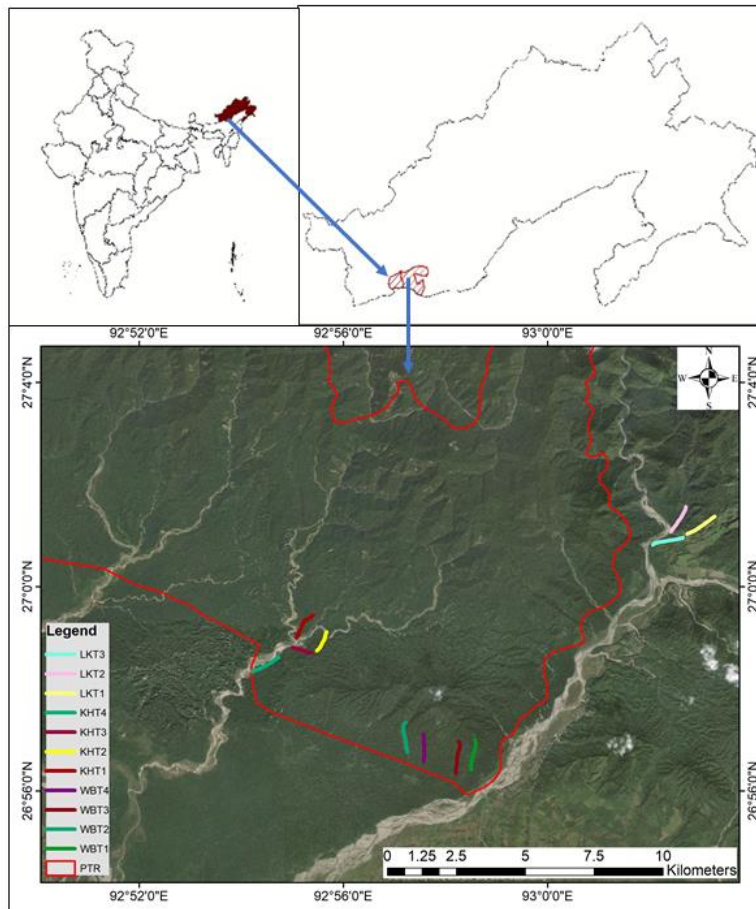 92°52'0"E 92°56'0"E 93°0'0"E
27°4'0"N 27°4'0"N
N
W E
S
27°0'0"N 27°0'0"N
Legend
LKT3
LKT2
LKT1
KHT4
KHT3
KHT2
KHT1
WBT4
WBT3
WBT2
WBT1
PTR
26°56'0"N 26°56'0"N
0 1.25 2.5 5 7.5 10
Kilometers
92°52'0"E 92°56'0"E 93°0'0"E